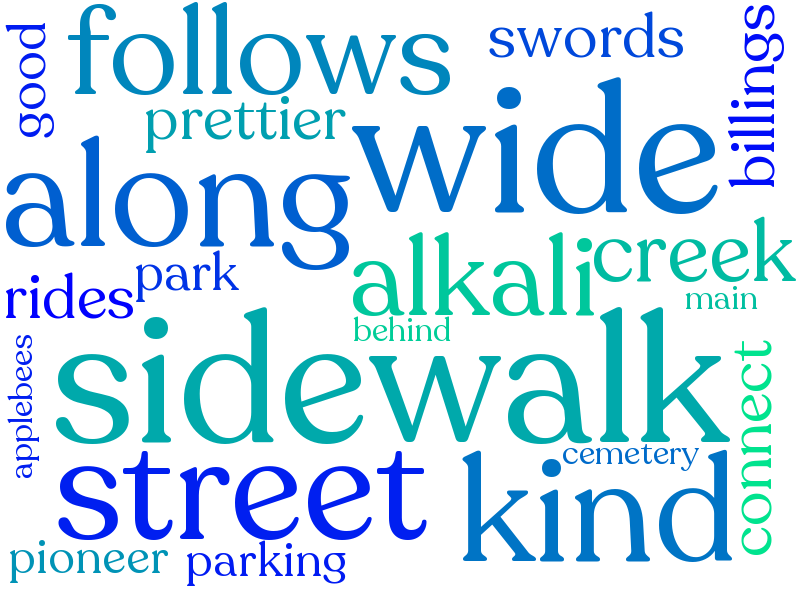 good
follows
swords
billings
prettier
wide
along
creek
alkali
park
rides
main
behind
applebees
sidewalk
connect
cemetery
street
kind
pioneer
parking